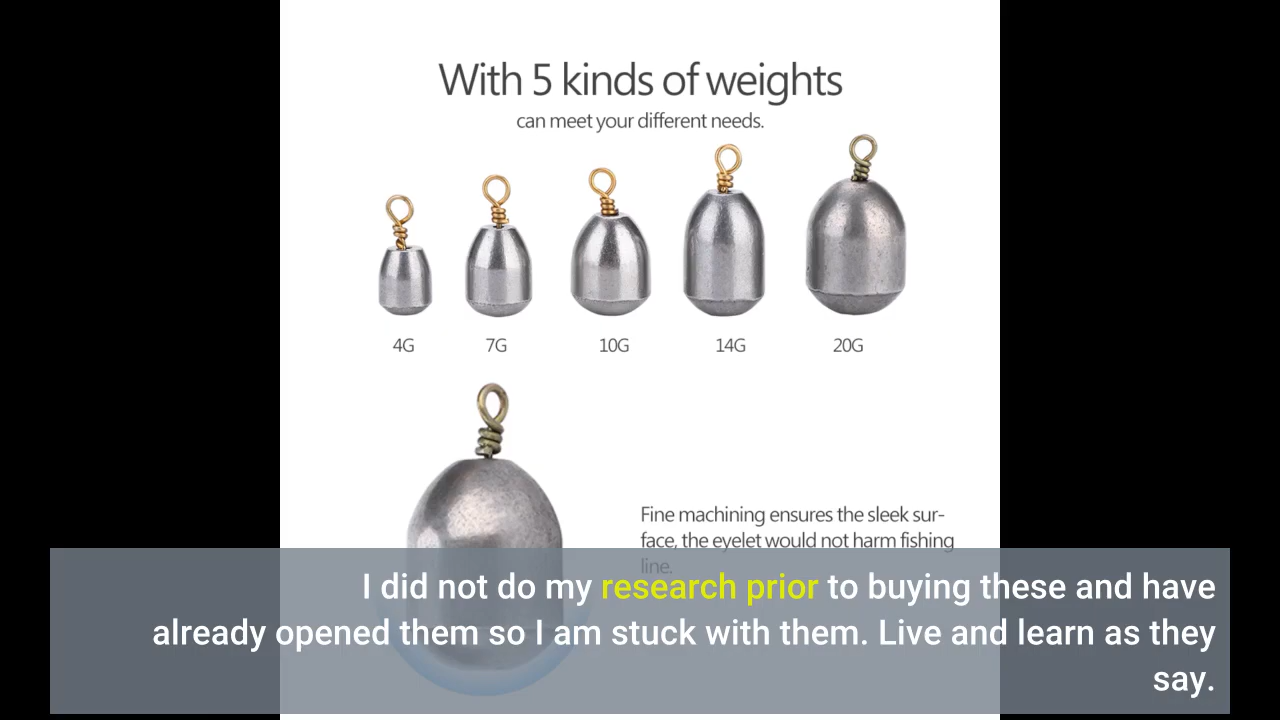 With 5 kinds of weights
can meet your different needs.
4G 7G 10G 14G 20G
Fine machining ensures the sleek sur-
face, the eyelet would not harm fishing
line.
I did not do my research prior to buying these and have
already opened them so I am stuck with them. Live and learn as they
say.